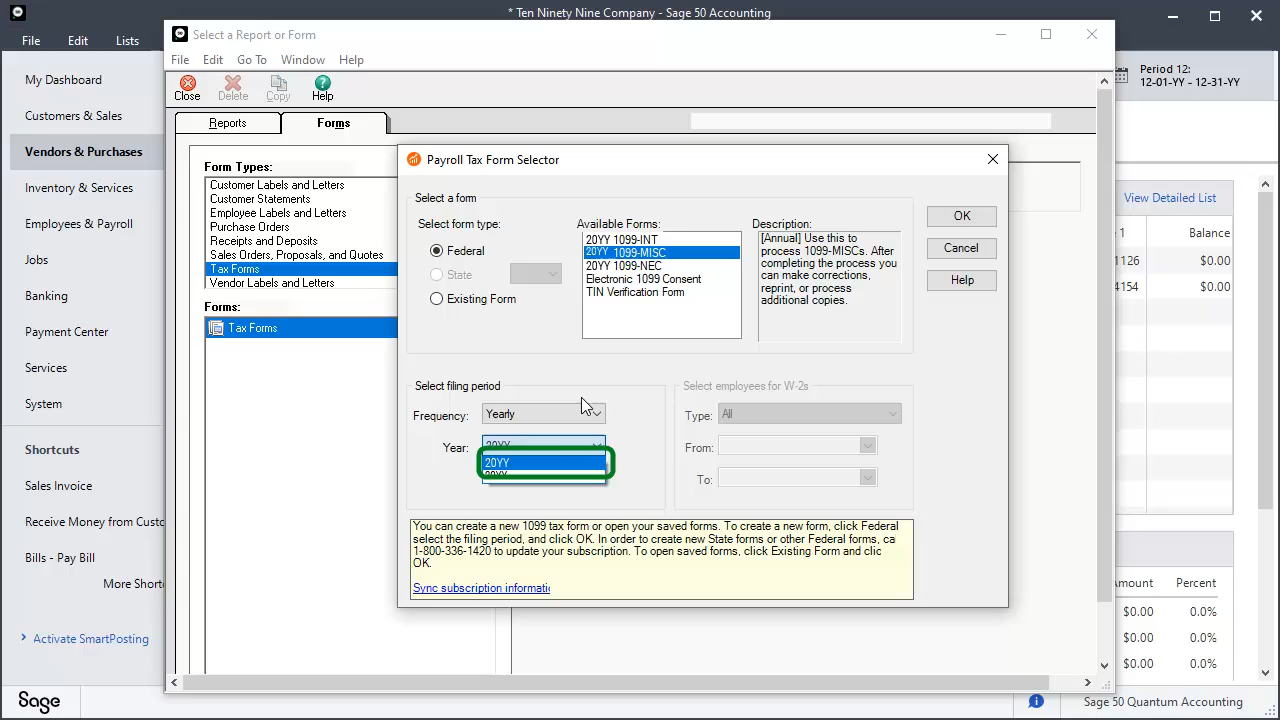 * Ten Ninety Nine Company - Sage 50 Accounting
File Edit Lists
Select a Report or Form
File Edit Go To Window Help
Close Delete Copy Help
Period 12:
12-01-YY - 12-31-YY
My Dashboard
Customers & Sales
Vendors & Purchases
Inventory & Services
Employees & Payroll
Jobs
Banking
Payment Center
Services
System
Shortcuts
Sales Invoice
Receive Money from Custo
Bills - Pay Bill
More Short
Activate SmartPosting
Sage
Reports
Forms
Form Types:
Customer Labels and Letters
Customer Statements
Employee Labels and Letters
Purchase Orders
Receipts and Deposits
Sales Orders, Proposals, and Quotes
Tax Forms
Vendor Labels and Letters
Forms:
Tax Forms
Payroll Tax Form Selector
Select a form
Select form type:
Federal
State
Existing Form
Available Forms:
20YY 1099-INT
20YY 1099-MISC
20YY 1099-NEC
Electronic 1099 Consent
TIN Verification Form
Description:
[Annual] Use this to
process 1099-MISCs. After
completing the process you
can make corrections,
reprint, or process
additional copies.
OK
Cancel
Help
Select filing period
Frequency: Yearly
Year: 20YY
20YY
20YY
Select employees for W-2s
Type: All
From:
To:
You can create a new 1099 tax form or open your saved forms. To create a new form, click Federal
select the filing period, and click OK. In order to create new State forms or other Federal forms, ca
1-800-336-1420 to update your subscription. To open saved forms, click Existing Form and clic
OK.
Sync subscription informati
View Detailed List
1 Balance
1126 $0.00
4154 $0.00
Amount Percent
$0.00 0.0%
$0.00 0.0%
$0.00 0.0%
Sage 50 Quantum Accounting